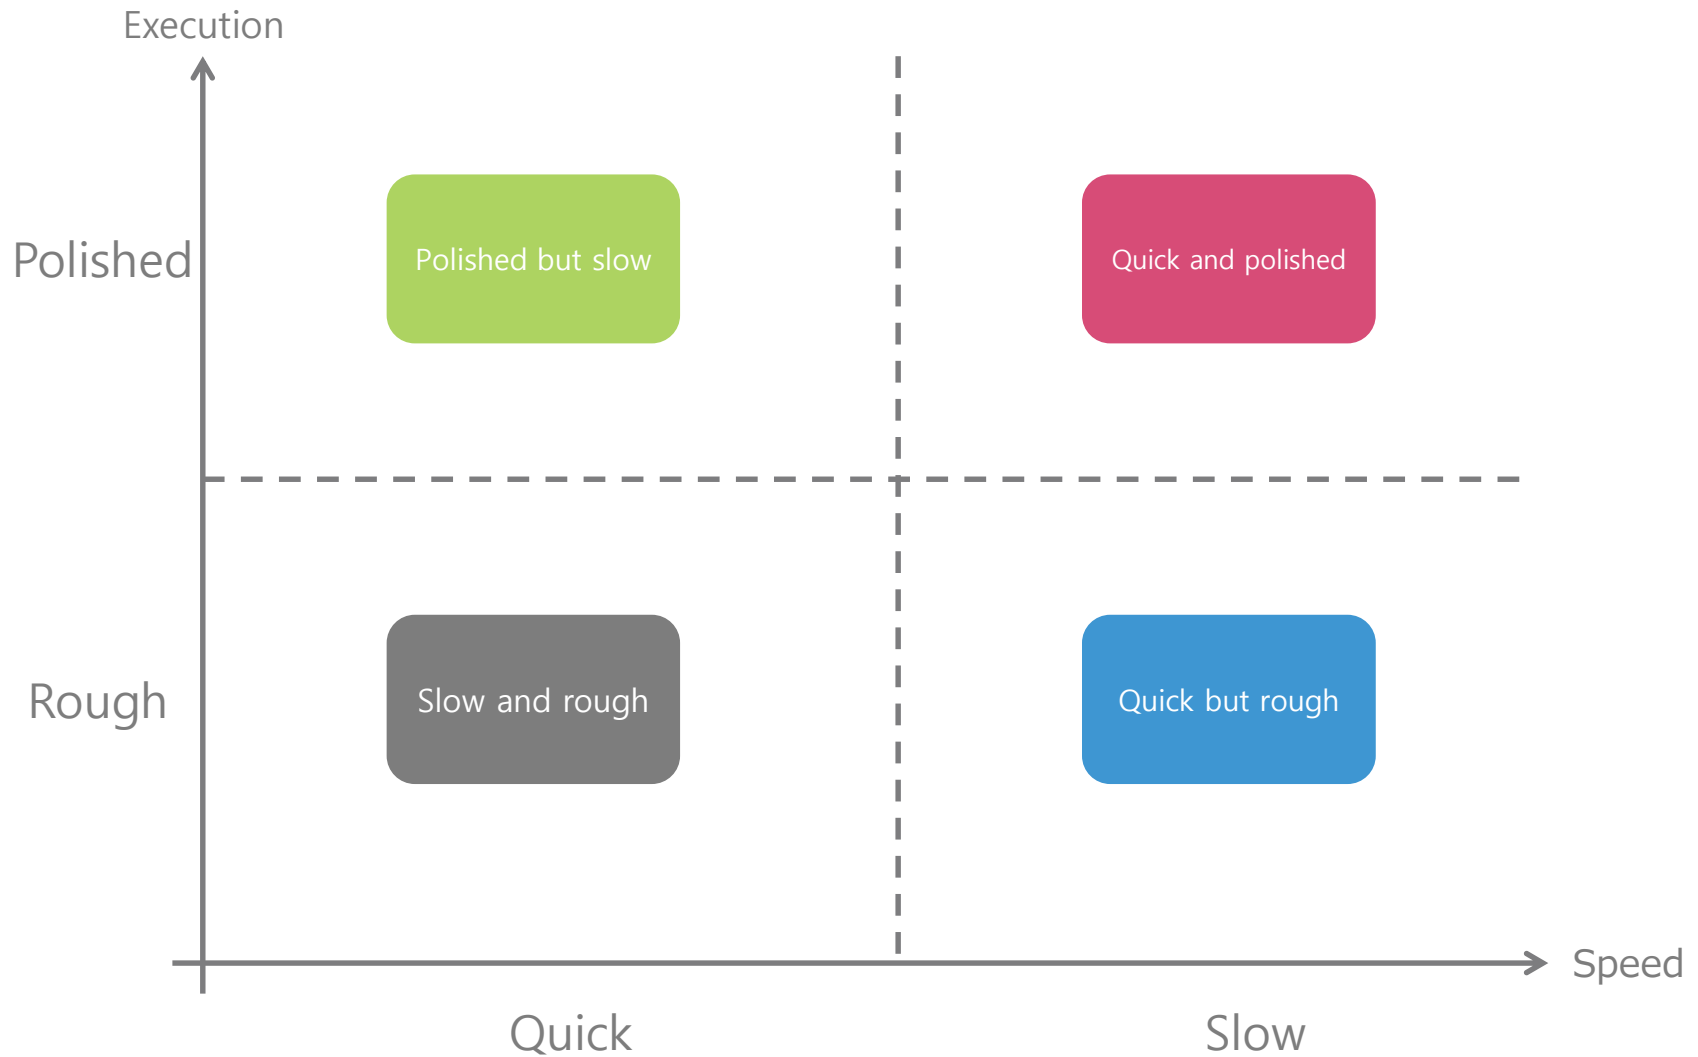 Execution
Polished
Polished but slow
Quick and polished
Rough
Slow and rough
Quick but rough
Speed
Quick
Slow